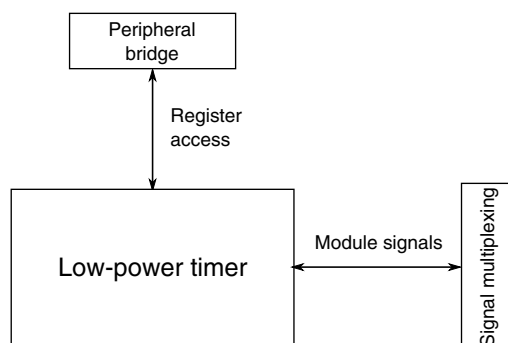 Peripheral
bridge
Register
access
Low-power timer
Module signals
Signal multiplexing